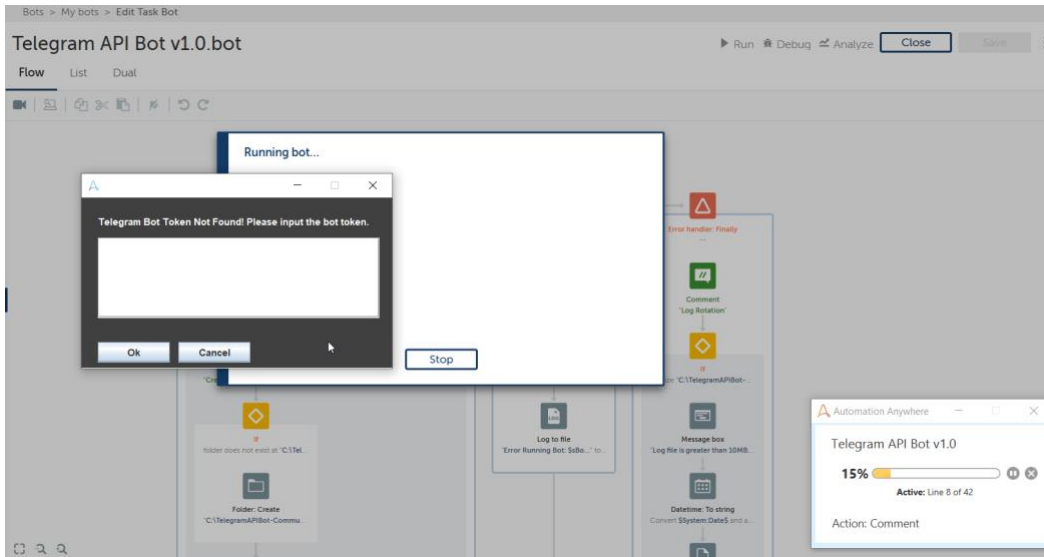 Bots > My bots > Edit Task Bot
Telegram API Bot v1.0.bot
Run Debug Analyze Close Save
Flow List Dual
Running bot...
Telegram Bot Token Not Found! Please input the bot token.
Ok Cancel
Stop
Error handler: Finally
...
Comment
'Log Rotation'
If
'C:\TelegramAPIBot-
Message box
'Log file is greater than 10MB...
Datetime: To string
Convert $System:Date$ and a...
'Cre
If
folder does not exist at 'C:\Tel...
Folder: Create
'C:\TelegramAPIBot-Commu...
LOG
Log to file
'Error Running Bot: $sBo..." to...
Automation Anywhere
Telegram API Bot v1.0
15%
Active: Line 8 of 42
Action: Comment